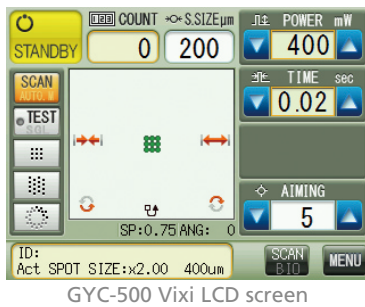 COUNT S.SIZE µm POWER mW
STANDBY 0 200 400
SCAN TIME sec
AUTO.M 0.02
TEST
SGL
AIMING
SP:0.75 ANG: 0 5
ID:
Act SPOT SIZE:x2.00 400um
SCAN MENU
BIO
GYC-500 Vixi LCD screen